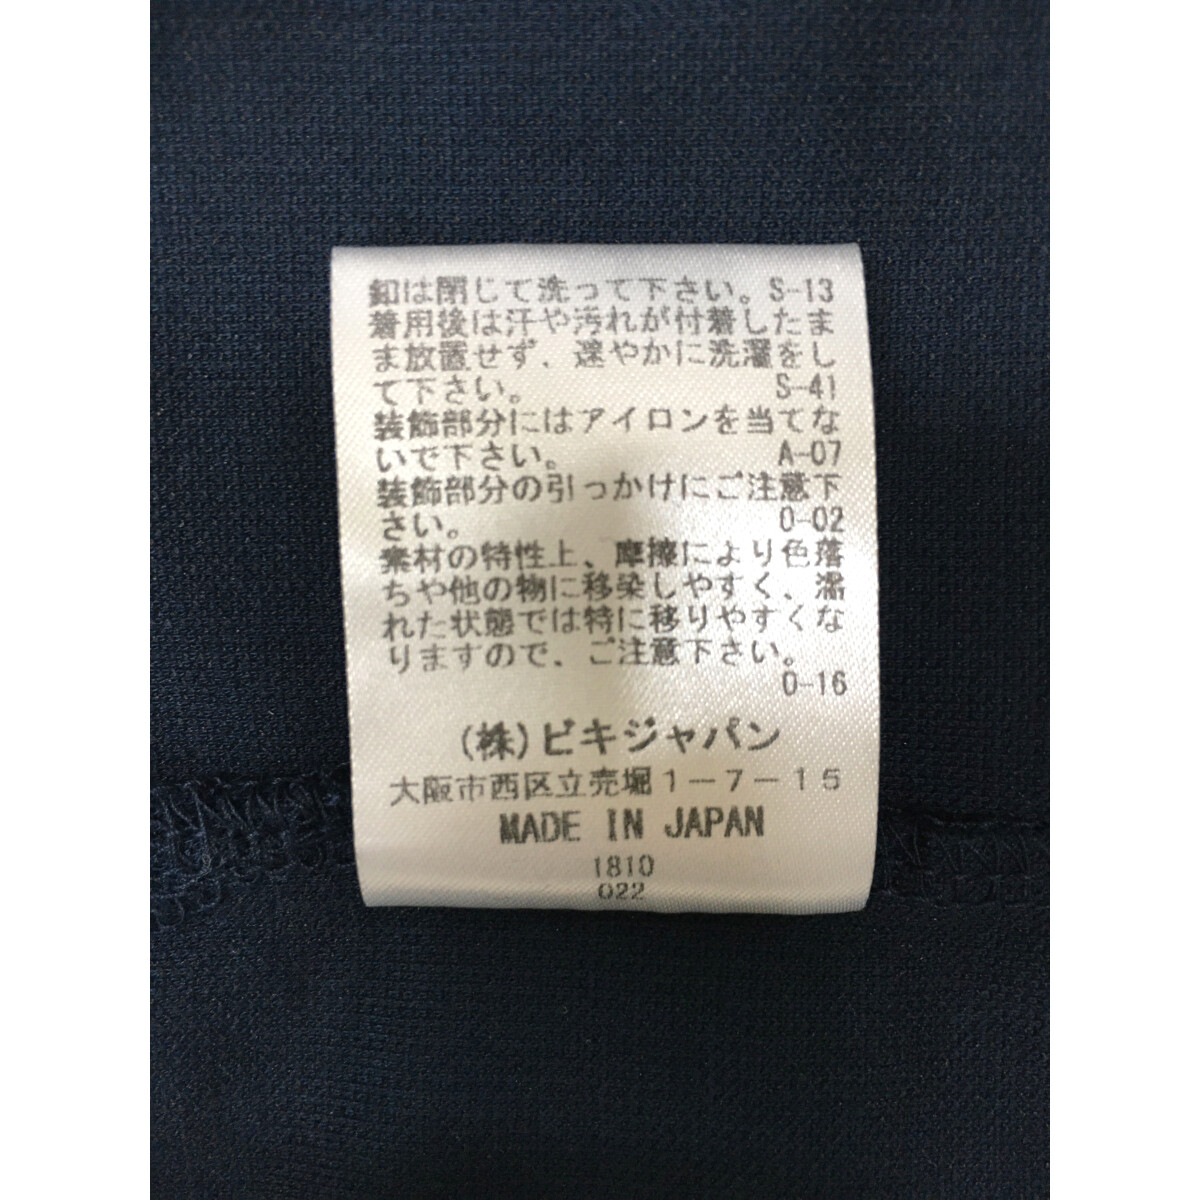 釦は閉じて洗って下さい。S-13
着用後は汗や汚れが付着したま
ま放置せず、速やかに洗濯をし
て下さい。 S-41
装飾部分にはアイロンを当てな
いで下さい。 A-07
装飾部分の引っかけにご注意下
さい。 O-02
素材の特性上、摩擦により色落
ちや他の物に移染しやすく、濡
れた状態では特に移りやすくな
りますので、ご注意下さい。
O-16
(株)ビキジャパン
大阪市西区立売堀1-7-15
MADE IN JAPAN
1810
022